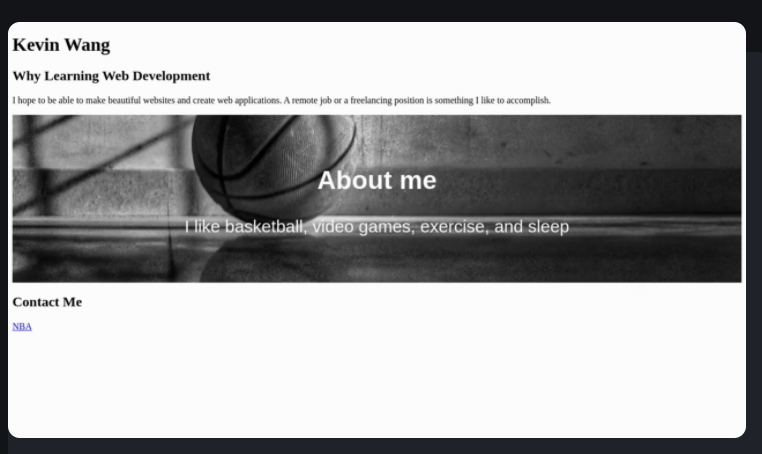 Kevin Wang
Why Learning Web Development
I hope to be able to make beautiful websites and create web applications. A remote job or a freelancing position is something I like to accomplish.
About me
I like basketball, video games, exercise, and sleep
Contact Me
NBA